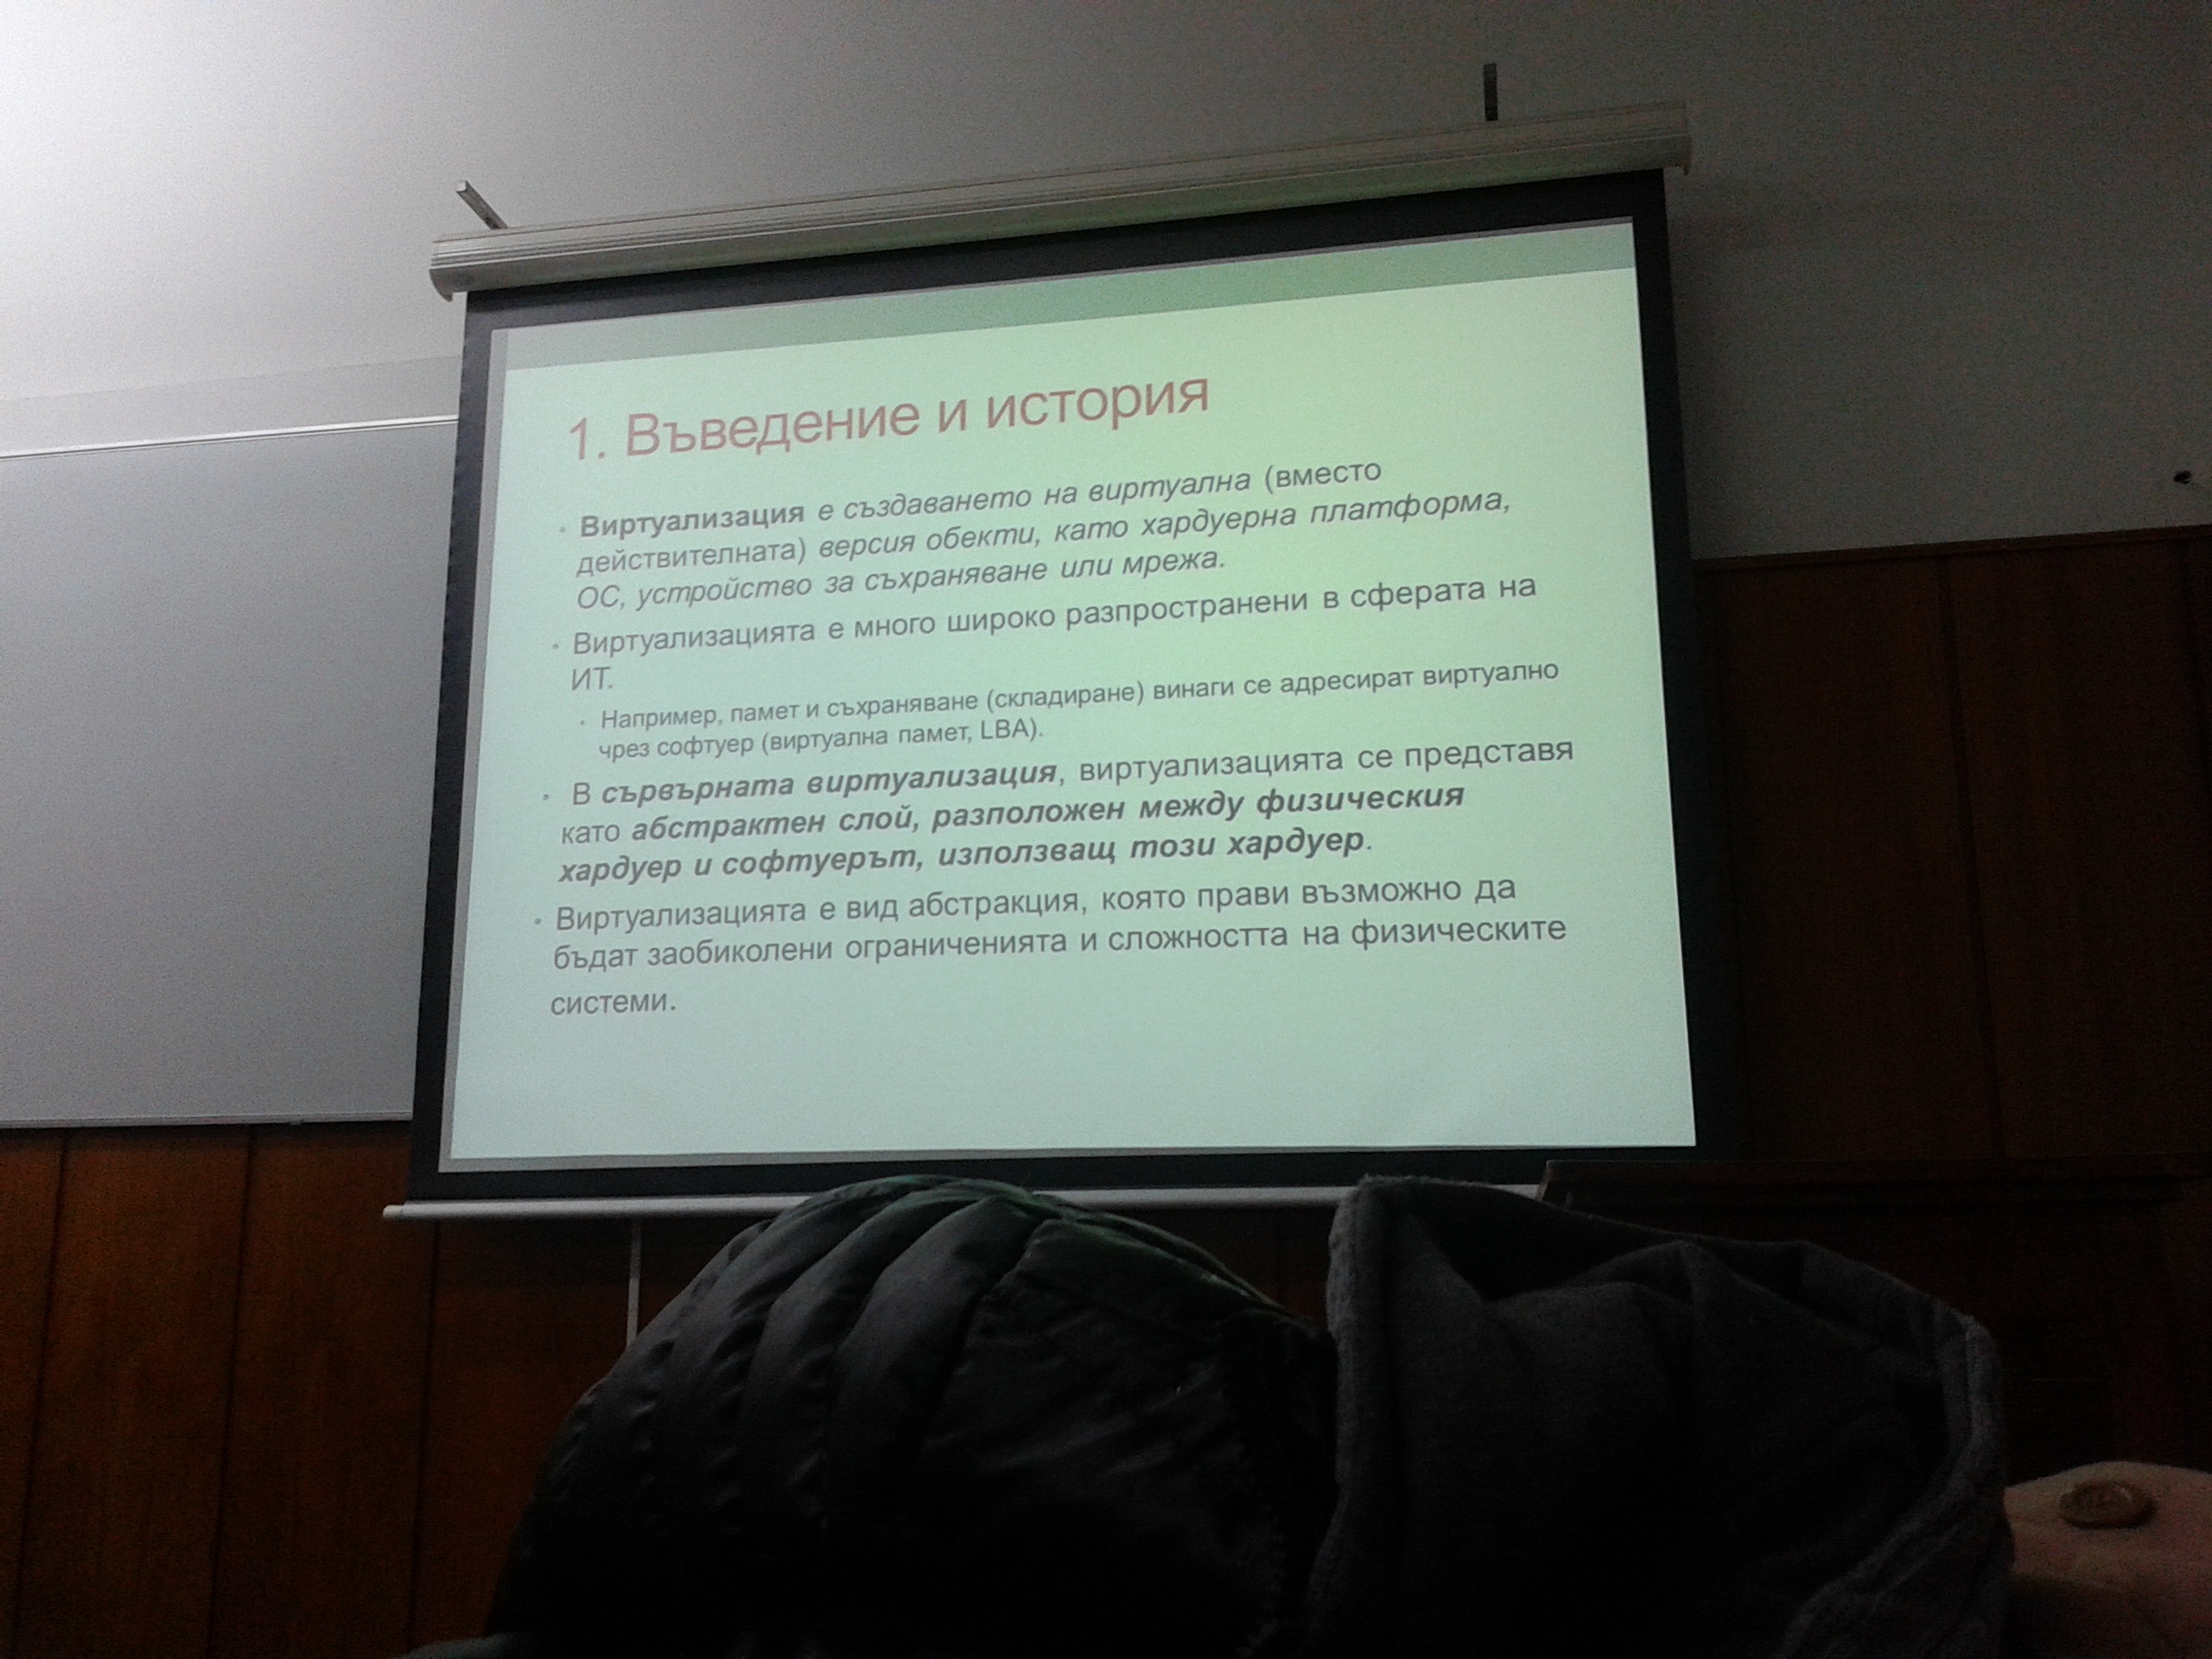 1. Въведение и история
• Виртуализация е създаването на виртуална (вместо
действителната) версия обекти, като хардуерна платформа,
ОС, устройство за съхраняване или мрежа.
• Виртуализацията е много широко разпространени в сферата на
ИТ.
• Например, памет и съхраняване (складиране) винаги се адресират виртуално
чрез софтуер (виртуална памет, LBA).
• В сървърната виртуализация, виртуализацията се представя
като абстрактен слой, разположен между физическия
хардуер и софтуерът, използващ този хардуер.
• Виртуализацията е вид абстракция, която прави възможно да
бъдат заобиколени ограниченията и сложността на физическите
системи.